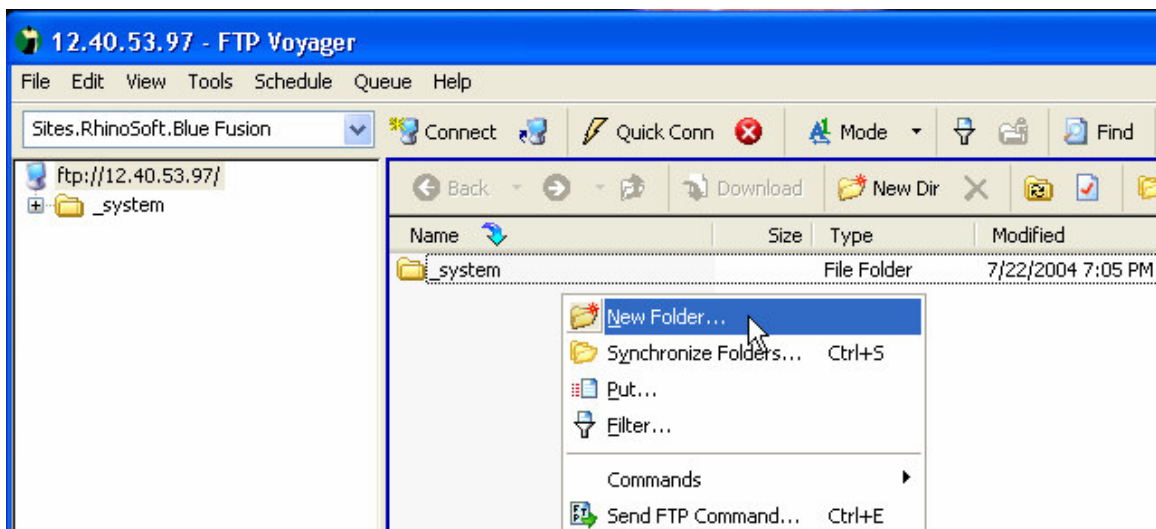 12.40.53.97 - FTP Voyager
File Edit View Tools Schedule Queue Help
Sites.RhinoSoft.Blue Fusion Connect Quick Conn Mode Find
ftp://12.40.53.97/
_system
Back Download New Dir
Name Size Type Modified
_system File Folder 7/22/2004 7:05 PM
New Folder...
Synchronize Folders... Ctrl+S
Put...
Filter...
Commands
Send FTP Command... Ctrl+E